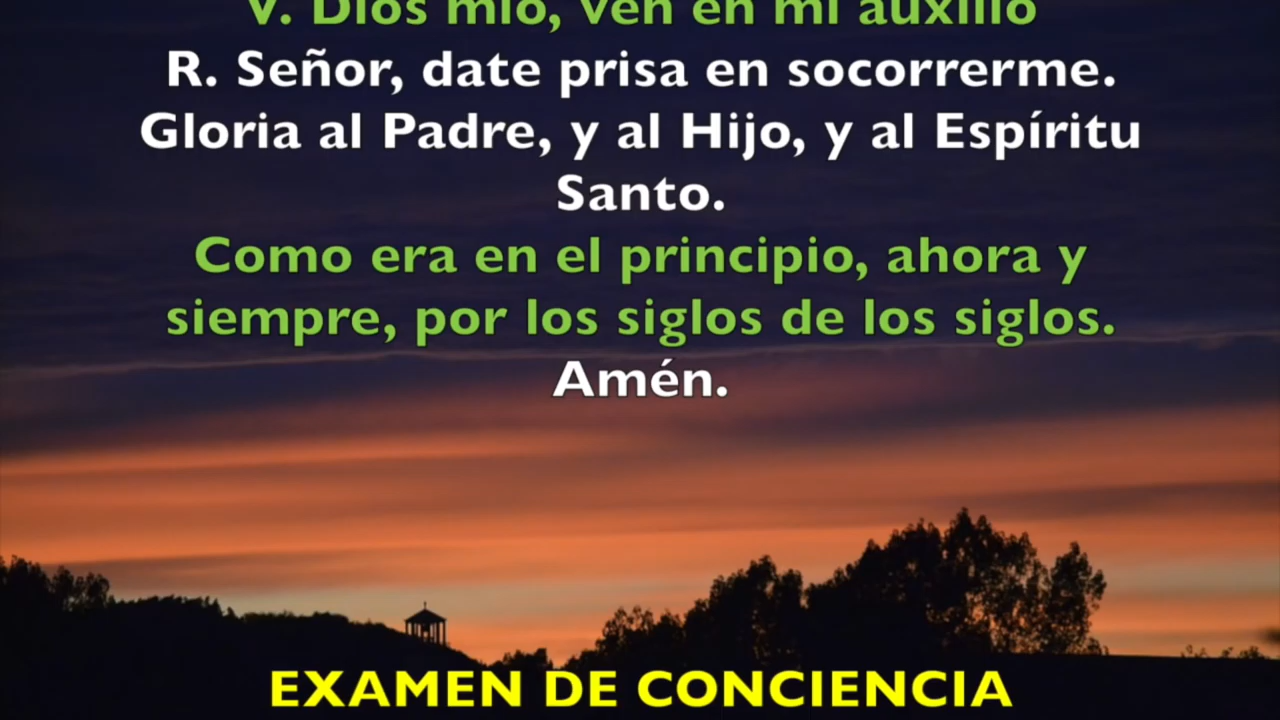 V. Dios mío, ven en mi auxilio
R. Señor, date prisa en socorrerme.
Gloria al Padre, y al Hijo, y al Espíritu
Santo.
Como era en el principio, ahora y
siempre, por los siglos de los siglos.
Amén.
EXAMEN DE CONCIENCIA